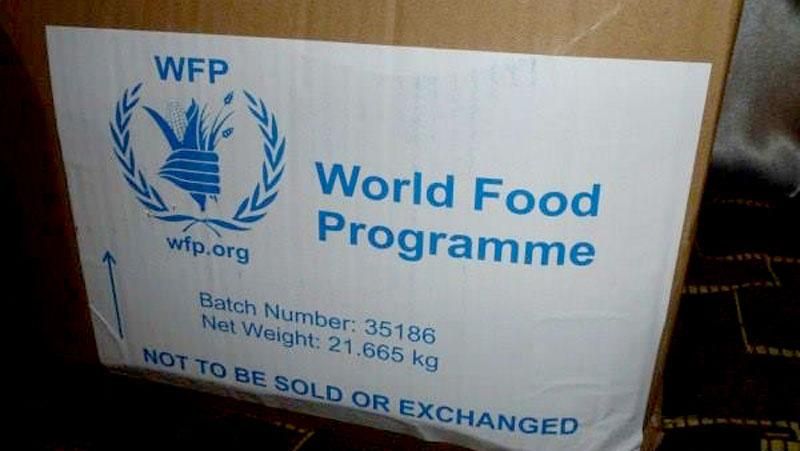 WFP
wfp.org
World Food
Programme
Batch Number: 35186
Net Weight: 21.665 kg
NOT TO BE SOLD OR EXCHANGED